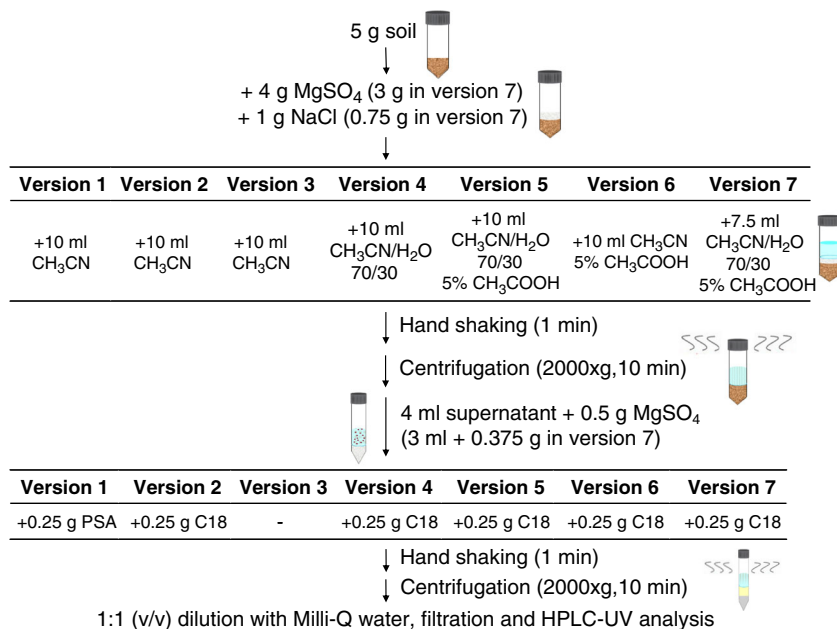 5 g soil
+ 4 g MgSO₄ (3 g in version 7)
+ 1 g NaCl (0.75 g in version 7)
Version 1 Version 2 Version 3 Version 4 Version 5 Version 6 Version 7
+10 ml
CH₃CN
+10 ml
CH₃CN
+10 ml
CH₃CN
+10 ml
CH₃CN/H₂O
70/30
+10 ml
CH₃CN/H₂O
70/30
5% CH₃COOH
+10 ml CH₃CN
5% CH₃COOH
+7.5 ml
CH₃CN/H₂O
70/30
5% CH₃COOH
Hand shaking (1 min)
Centrifugation (2000xg,10 min)
4 ml supernatant + 0.5 g MgSO₄
(3 ml + 0.375 g in version 7)
Version 1 Version 2 Version 3 Version 4 Version 5 Version 6 Version 7
+0.25 g PSA +0.25 g C18 - +0.25 g C18 +0.25 g C18 +0.25 g C18 +0.25 g C18
Hand shaking (1 min)
Centrifugation (2000xg,10 min)
1:1 (v/v) dilution with Milli-Q water, filtration and HPLC-UV analysis